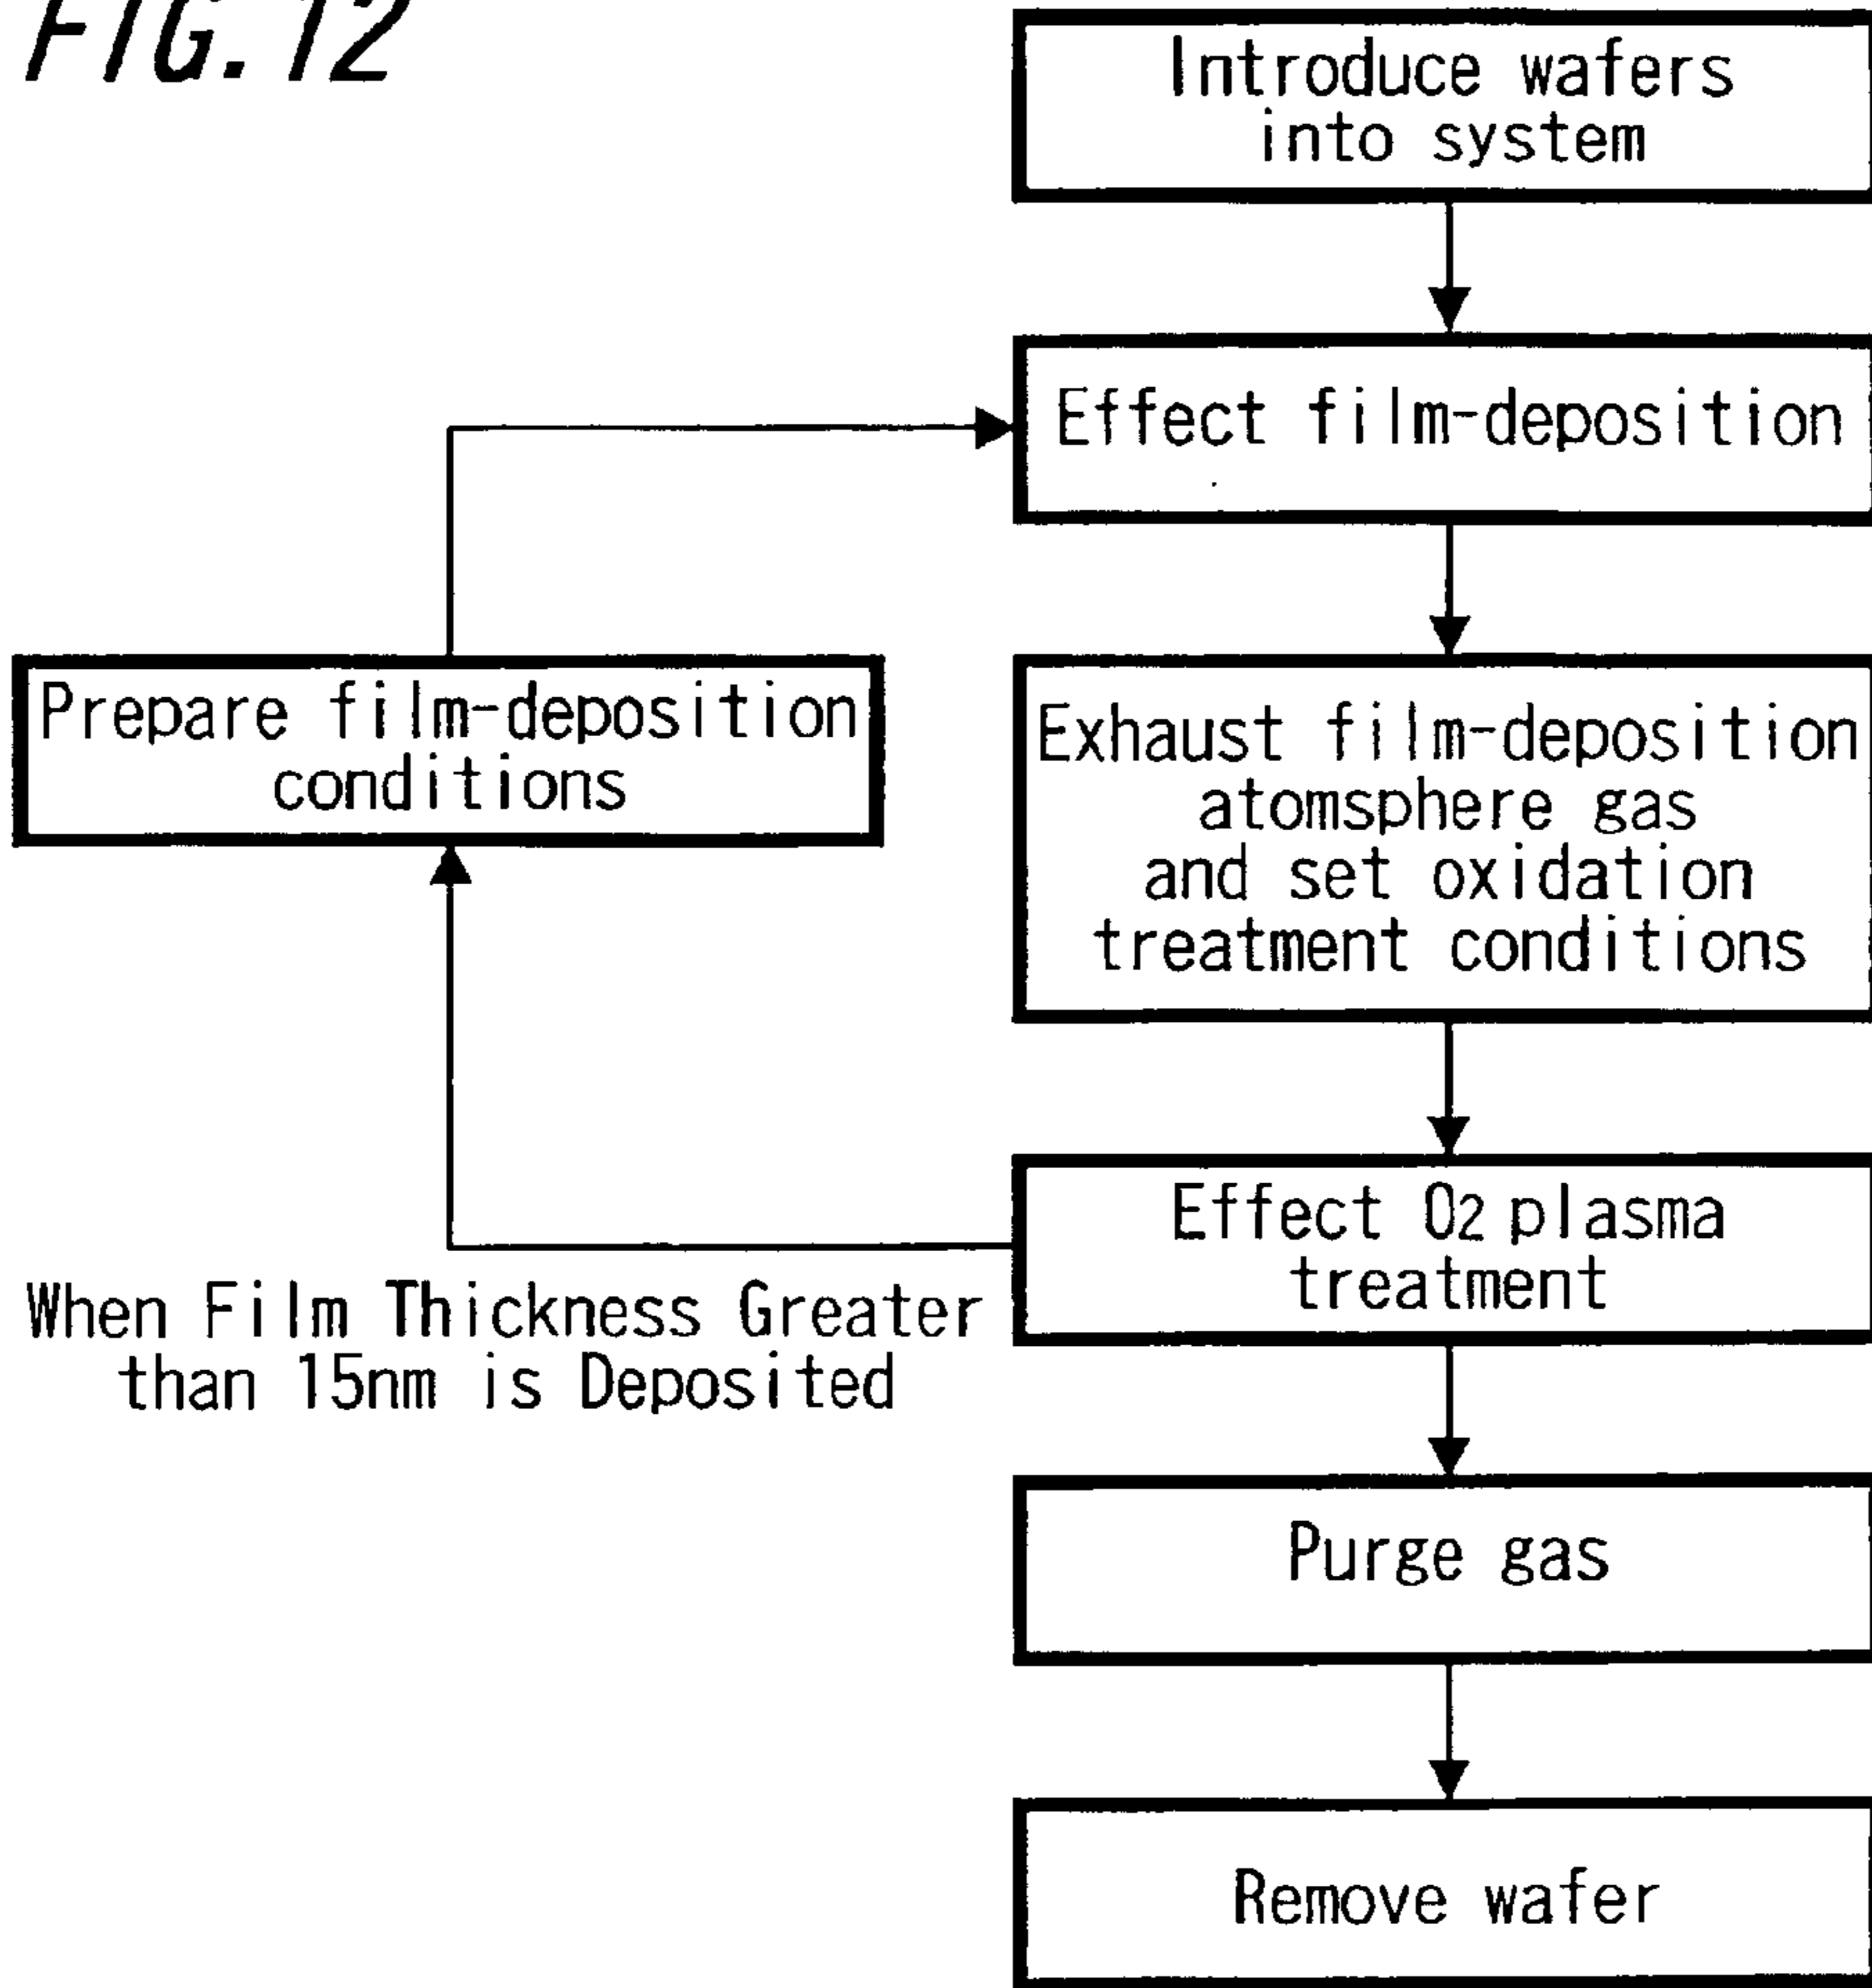 FIG.12
Introduce wafers
into system
Effect film-deposition
Prepare film-deposition
conditions
Exhaust film-deposition
atomsphere gas
and set oxidation
treatment conditions
Effect O2 plasma
treatment
When Film Thickness Greater
than 15nm is Deposited
Purge gas
Remove wafer